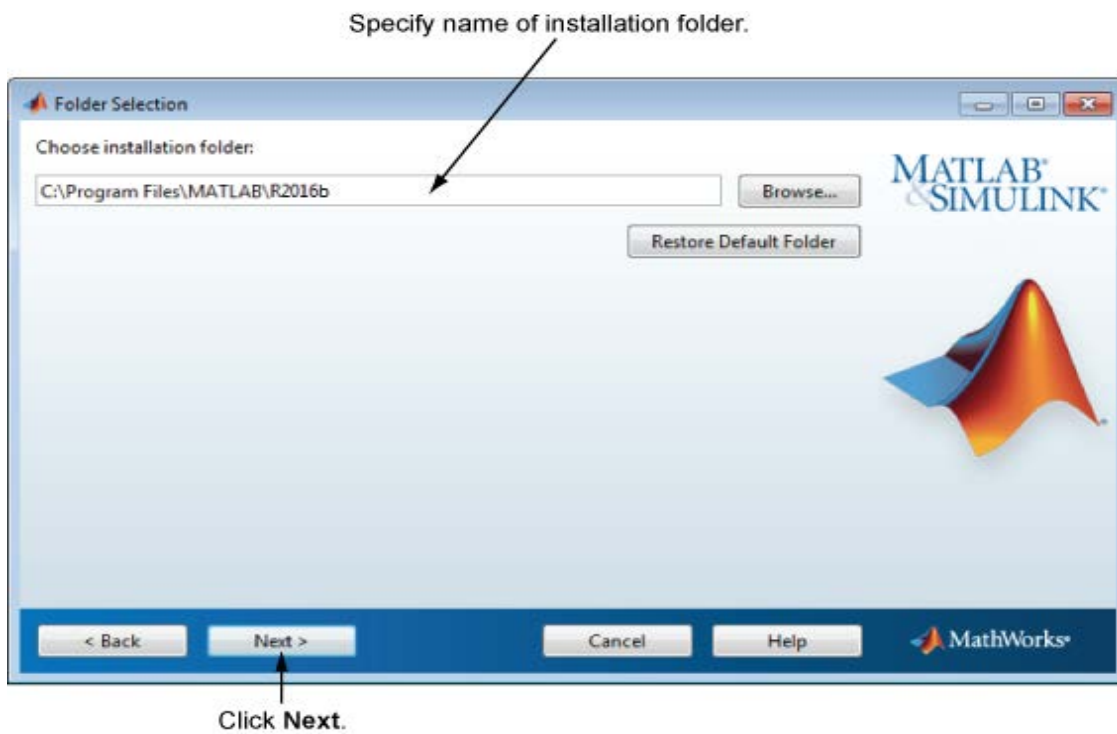 Specify name of installation folder.
Folder Selection
Choose installation folder:
C:\Program Files\MATLAB\R2016b
Browse...
Restore Default Folder
MATLAB®
&SIMULINK®
< Back
Next >
Cancel
Help
MathWorks®
Click Next.